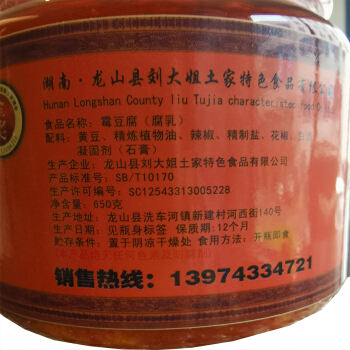 湖南·龙山县刘大姐土家特色食品有限公司
Hunan Longshan County liu Tujia characteristec food
食品名称：霉豆腐（腐乳）
配料：黄豆、精炼植物油、辣椒、精制盐、花椒、
凝固剂（石膏）
生产企业：龙山县刘大姐土家特色食品有限公司
产品标准号：SB/T10170
生产许可编号：SC12543313005228
净含量：650克
生产地址：龙山县洗车河镇新建村河西街140号
生产日期：见瓶身标签 保质期：12个月
贮存条件：置于阴凉干燥处 食用方法：开瓶即食
销售热线：13974334721